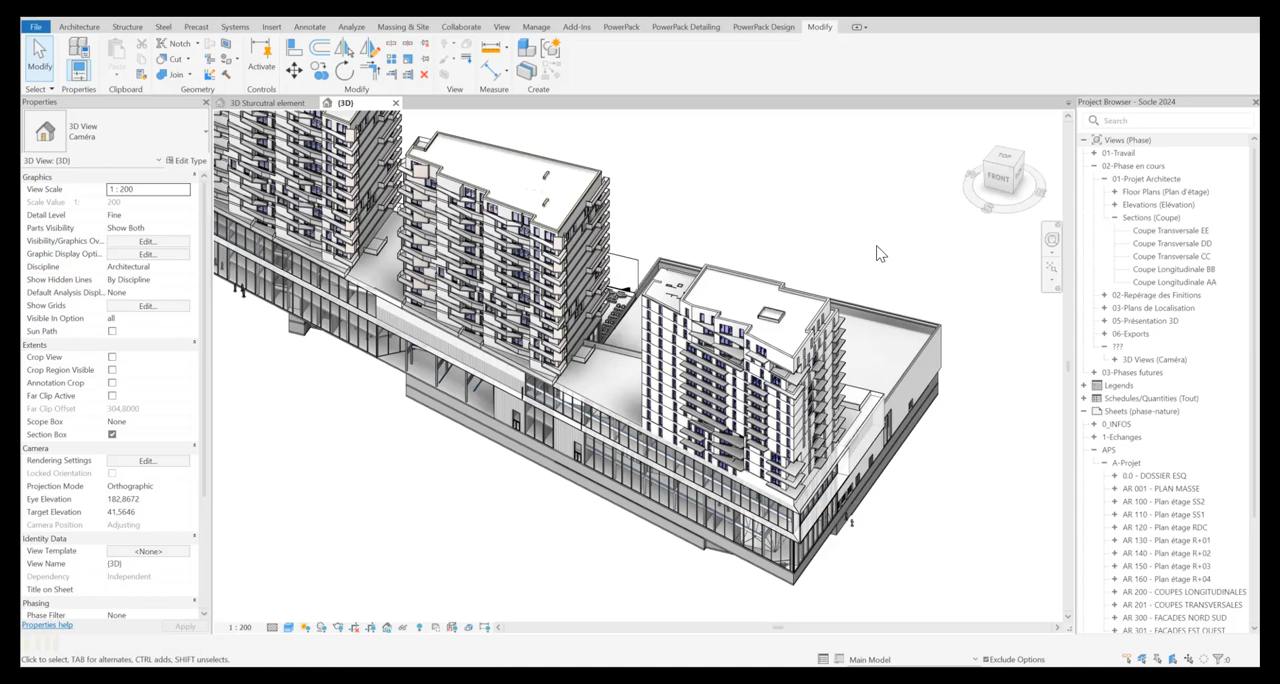 File Architecture Structure Steel Precast Systems Insert Annotate Analyze Massing & Site Collaborate View Manage Add-Ins PowerPack PowerPack Detailing PowerPack Design Modify
Modify
Paste
Notch
Cut
Join
Activate
Select Properties Clipboard Geometry Controls Modify View Measure Create
Properties
3D Sturcutral element
(3D)
Project Browser - Socle 2024
3D View
Caméra
3D View: (3D)
Edit Type
Graphics
View Scale 1 : 200
Scale Value 1: 200
Detail Level Fine
Parts Visibility Show Both
Visibility/Graphics Ov... Edit...
Graphic Display Opti... Edit...
Discipline Architectural
Show Hidden Lines By Discipline
Default Analysis Displ... None
Show Grids Edit...
Visible In Option all
Sun Path
Extents
Crop View
Crop Region Visible
Annotation Crop
Far Clip Active
Far Clip Offset 304,8000
Scope Box None
Section Box
Camera
Rendering Settings Edit...
Locked Orientation
Projection Mode Orthographic
Eye Elevation 182,8672
Target Elevation 41,5646
Camera Position Adjusting
Identity Data
View Template <None>
View Name (3D)
Dependency Independent
Title on Sheet
Phasing
Phase Filter None
Properties help
Apply
TOP
FRONT
Search
Views (Phase)
01-Travail
02-Phase en cours
01-Projet Architecte
Floor Plans (Plan d'étage)
Elevations (Elévation)
Sections (Coupe)
Coupe Transversale EE
Coupe Transversale DD
Coupe Transversale CC
Coupe Longitudinale BB
Coupe Longitudinale AA
02-Repérage des Finitions
03-Plans de Localisation
05-Présentation 3D
06-Exports
???
3D Views (Caméra)
03-Phases futures
Legends
Schedules/Quantities (Tout)
Sheets (phase-nature)
0_INFOS
1-Echanges
APS
A-Projet
0.0 - DOSSIER ESQ
AR 001 - PLAN MASSE
AR 100 - Plan étage SS2
AR 110 - Plan étage SS1
AR 120 - Plan étage RDC
AR 130 - Plan étage R+01
AR 140 - Plan étage R+02
AR 150 - Plan étage R+03
AR 160 - Plan étage R+04
AR 200 - COUPES LONGITUDINALES
AR 201 - COUPES TRANSVERSALES
AR 300 - FACADES NORD SUD
AR 301 - FACADES EST OUEST
1 : 200
Click to select, TAB for alternates, CTRL adds, SHIFT unselects.
Main Model
Exclude Options
:0